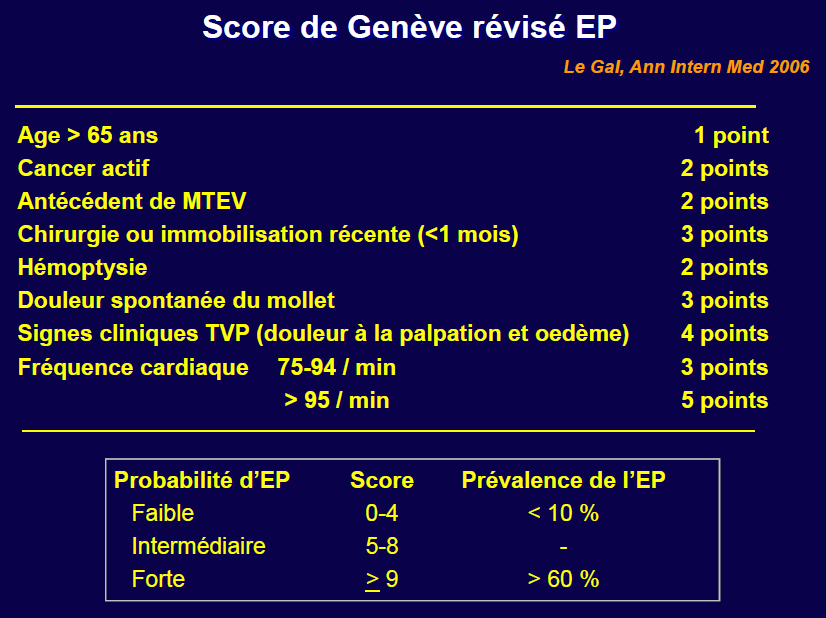 Score de Genève révisé EP
Le Gal, Ann Intern Med 2006
Age > 65 ans 1 point
Cancer actif 2 points
Antécédent de MTEV 2 points
Chirurgie ou immobilisation récente (<1 mois) 3 points
Hémoptysie 2 points
Douleur spontanée du mollet 3 points
Signes cliniques TVP (douleur à la palpation et oedème) 4 points
Fréquence cardiaque 75-94 / min 3 points
> 95 / min 5 points
Probabilité d’EP Score Prévalence de l’EP
Faible 0-4 < 10 %
Intermédiaire 5-8 -
Forte > 9 > 60 %